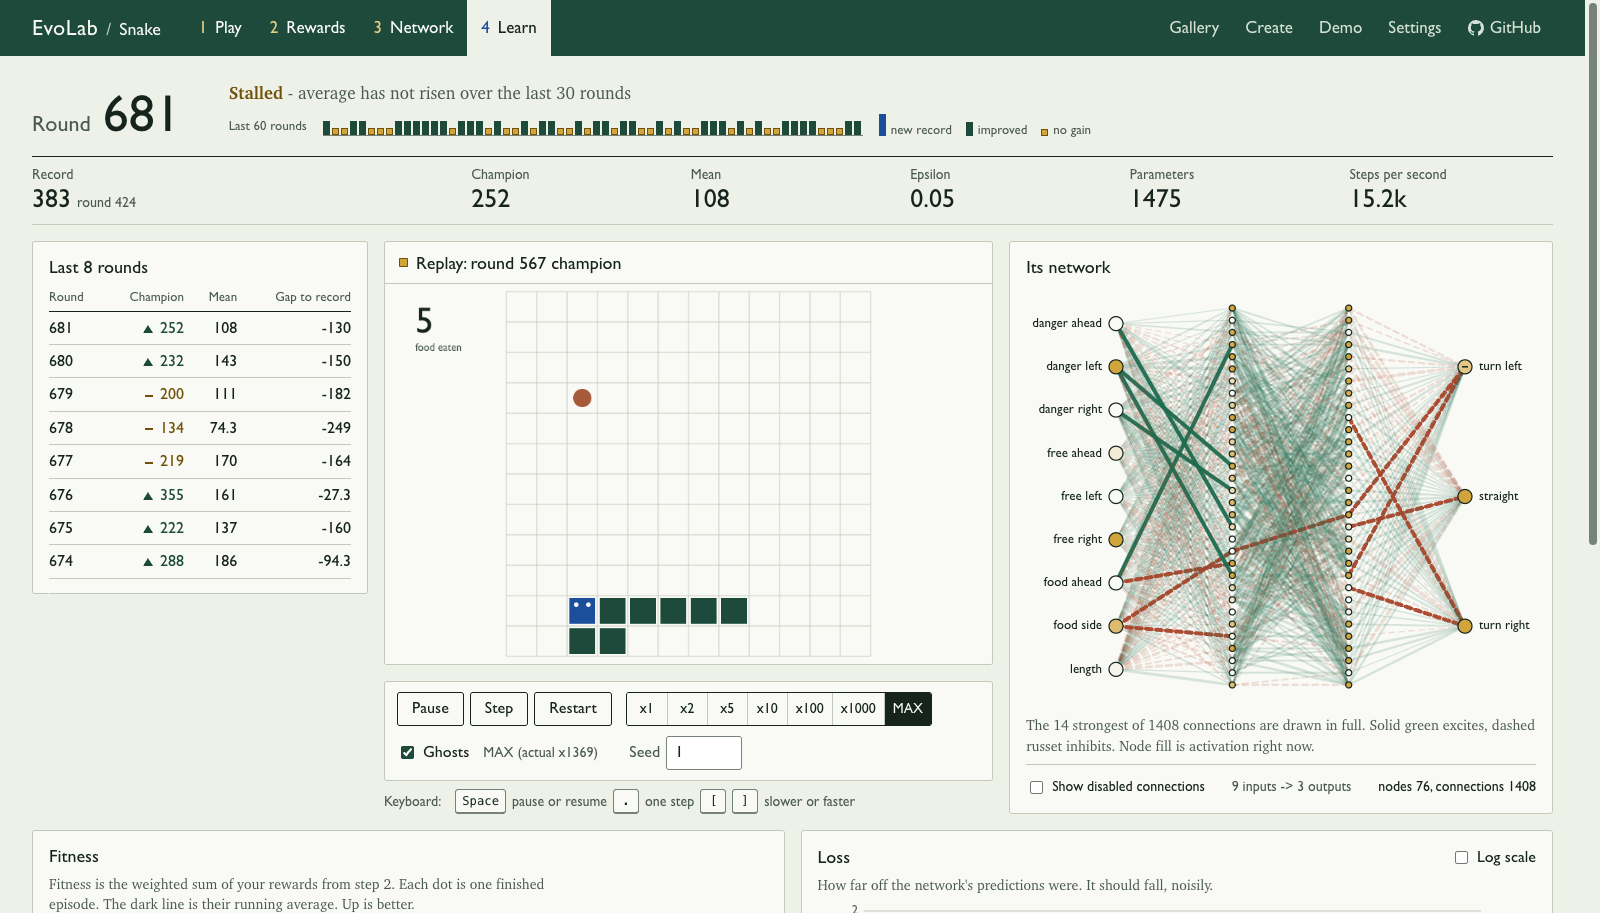 EvoLab / Snake 1 Play 2 Rewards 3 Network 4 Learn Gallery Create Demo Settings GitHub
Round 681
Stalled - average has not risen over the last 30 rounds
Last 60 rounds new record improved no gain
Record Champion Mean Epsilon Parameters Steps per second
383 round 424 252 108 0.05 1475 15.2k
Last 8 rounds
Round Champion Mean Gap to record
681 ▲ 252 108 -130
680 ▲ 232 143 -150
679 – 200 111 -182
678 – 134 74.3 -249
677 – 219 170 -164
676 ▲ 355 161 -27.3
675 ▲ 222 137 -160
674 ▲ 288 186 -94.3
Replay: round 567 champion
5
food eaten
Pause Step Restart x1 x2 x5 x10 x100 x1000 MAX
Ghosts MAX (actual x1369) Seed 1
Keyboard: Space pause or resume . one step [ ] slower or faster
Its network
danger ahead
danger left
danger right
free ahead
free left
free right
food ahead
food side
length
turn left
straight
turn right
The 14 strongest of 1408 connections are drawn in full. Solid green excites, dashed
russet inhibits. Node fill is activation right now.
Show disabled connections 9 inputs -> 3 outputs nodes 76, connections 1408
Fitness
Fitness is the weighted sum of your rewards from step 2. Each dot is one finished
episode. The dark line is their running average. Up is better.
Loss Log scale
How far off the network's predictions were. It should fall, noisily.
2